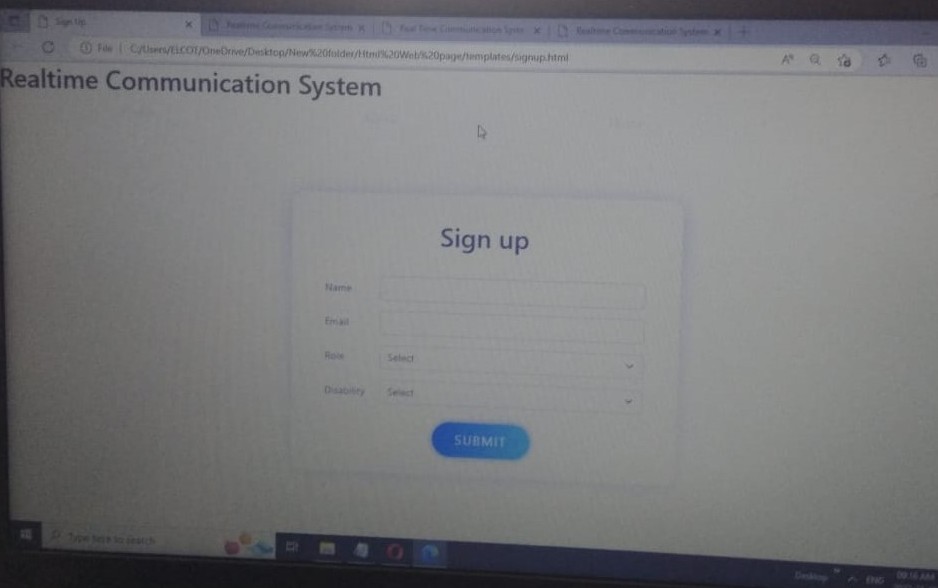 Sign Up
Realtime Communication System
Real Time Communication Syste
Realtime Communication System
File
C:/Users/ELCOT/OneDrive/Desktop/New%20folder/Html%20Web%20page/templates/signup.html
Realtime Communication System
Sign up
Name
Email
Role Select
Disability Select
SUBMIT
Type here to search
Desktop
ENG
09:16 AM